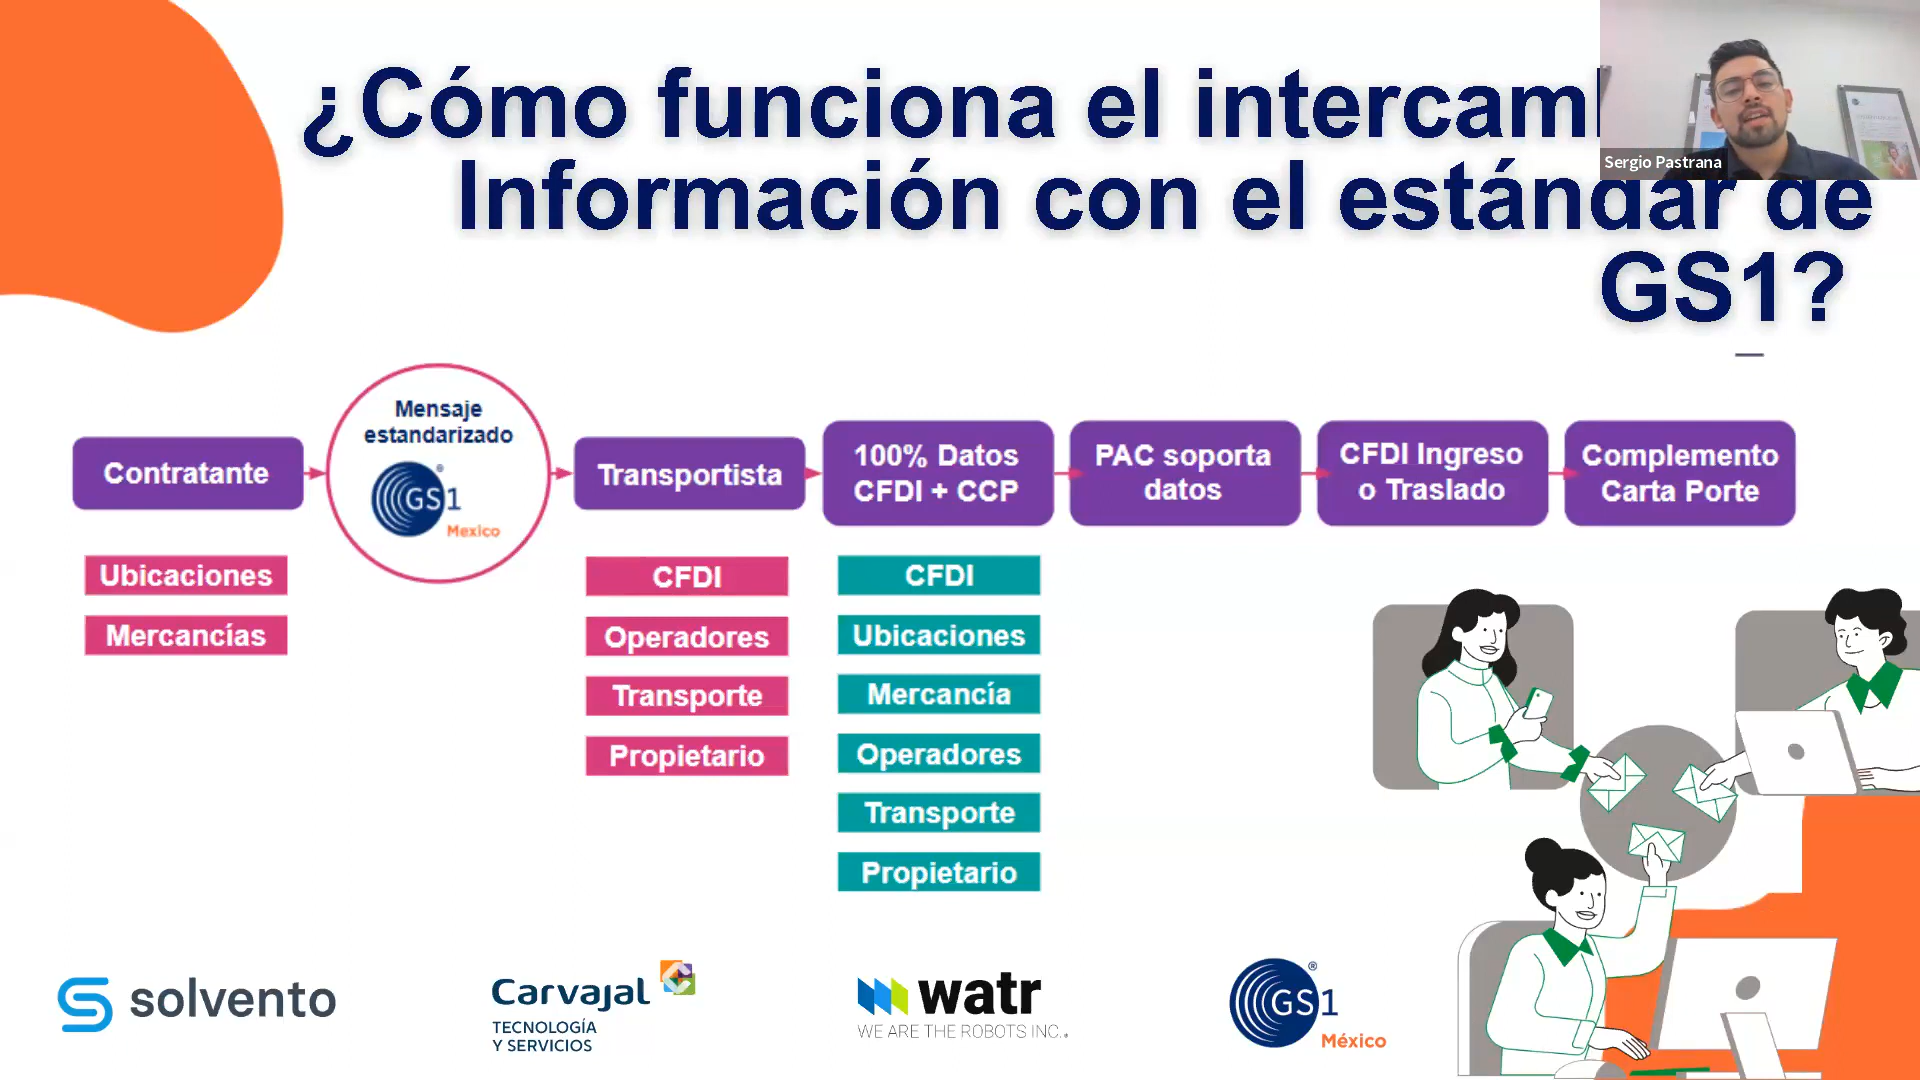 ¿Cómo funciona el
Información con el estándar de
GS1?
Sergio Pastrana
Contratante
Mensaje
estandarizado
GS1
Mexico
Transportista
100% Datos
CFDI + CCP
PAC soporta
datos
CFDI Ingreso
o Traslado
Complemento
Carta Porte
Ubicaciones
Mercancías
CFDI
Operadores
Transporte
Propietario
CFDI
Ubicaciones
Mercancía
Operadores
Transporte
Propietario
solvento
Carvajal
TECNOLOGÍA
Y SERVICIOS
watr
WE ARE THE ROBOTS INC.
GS1
México